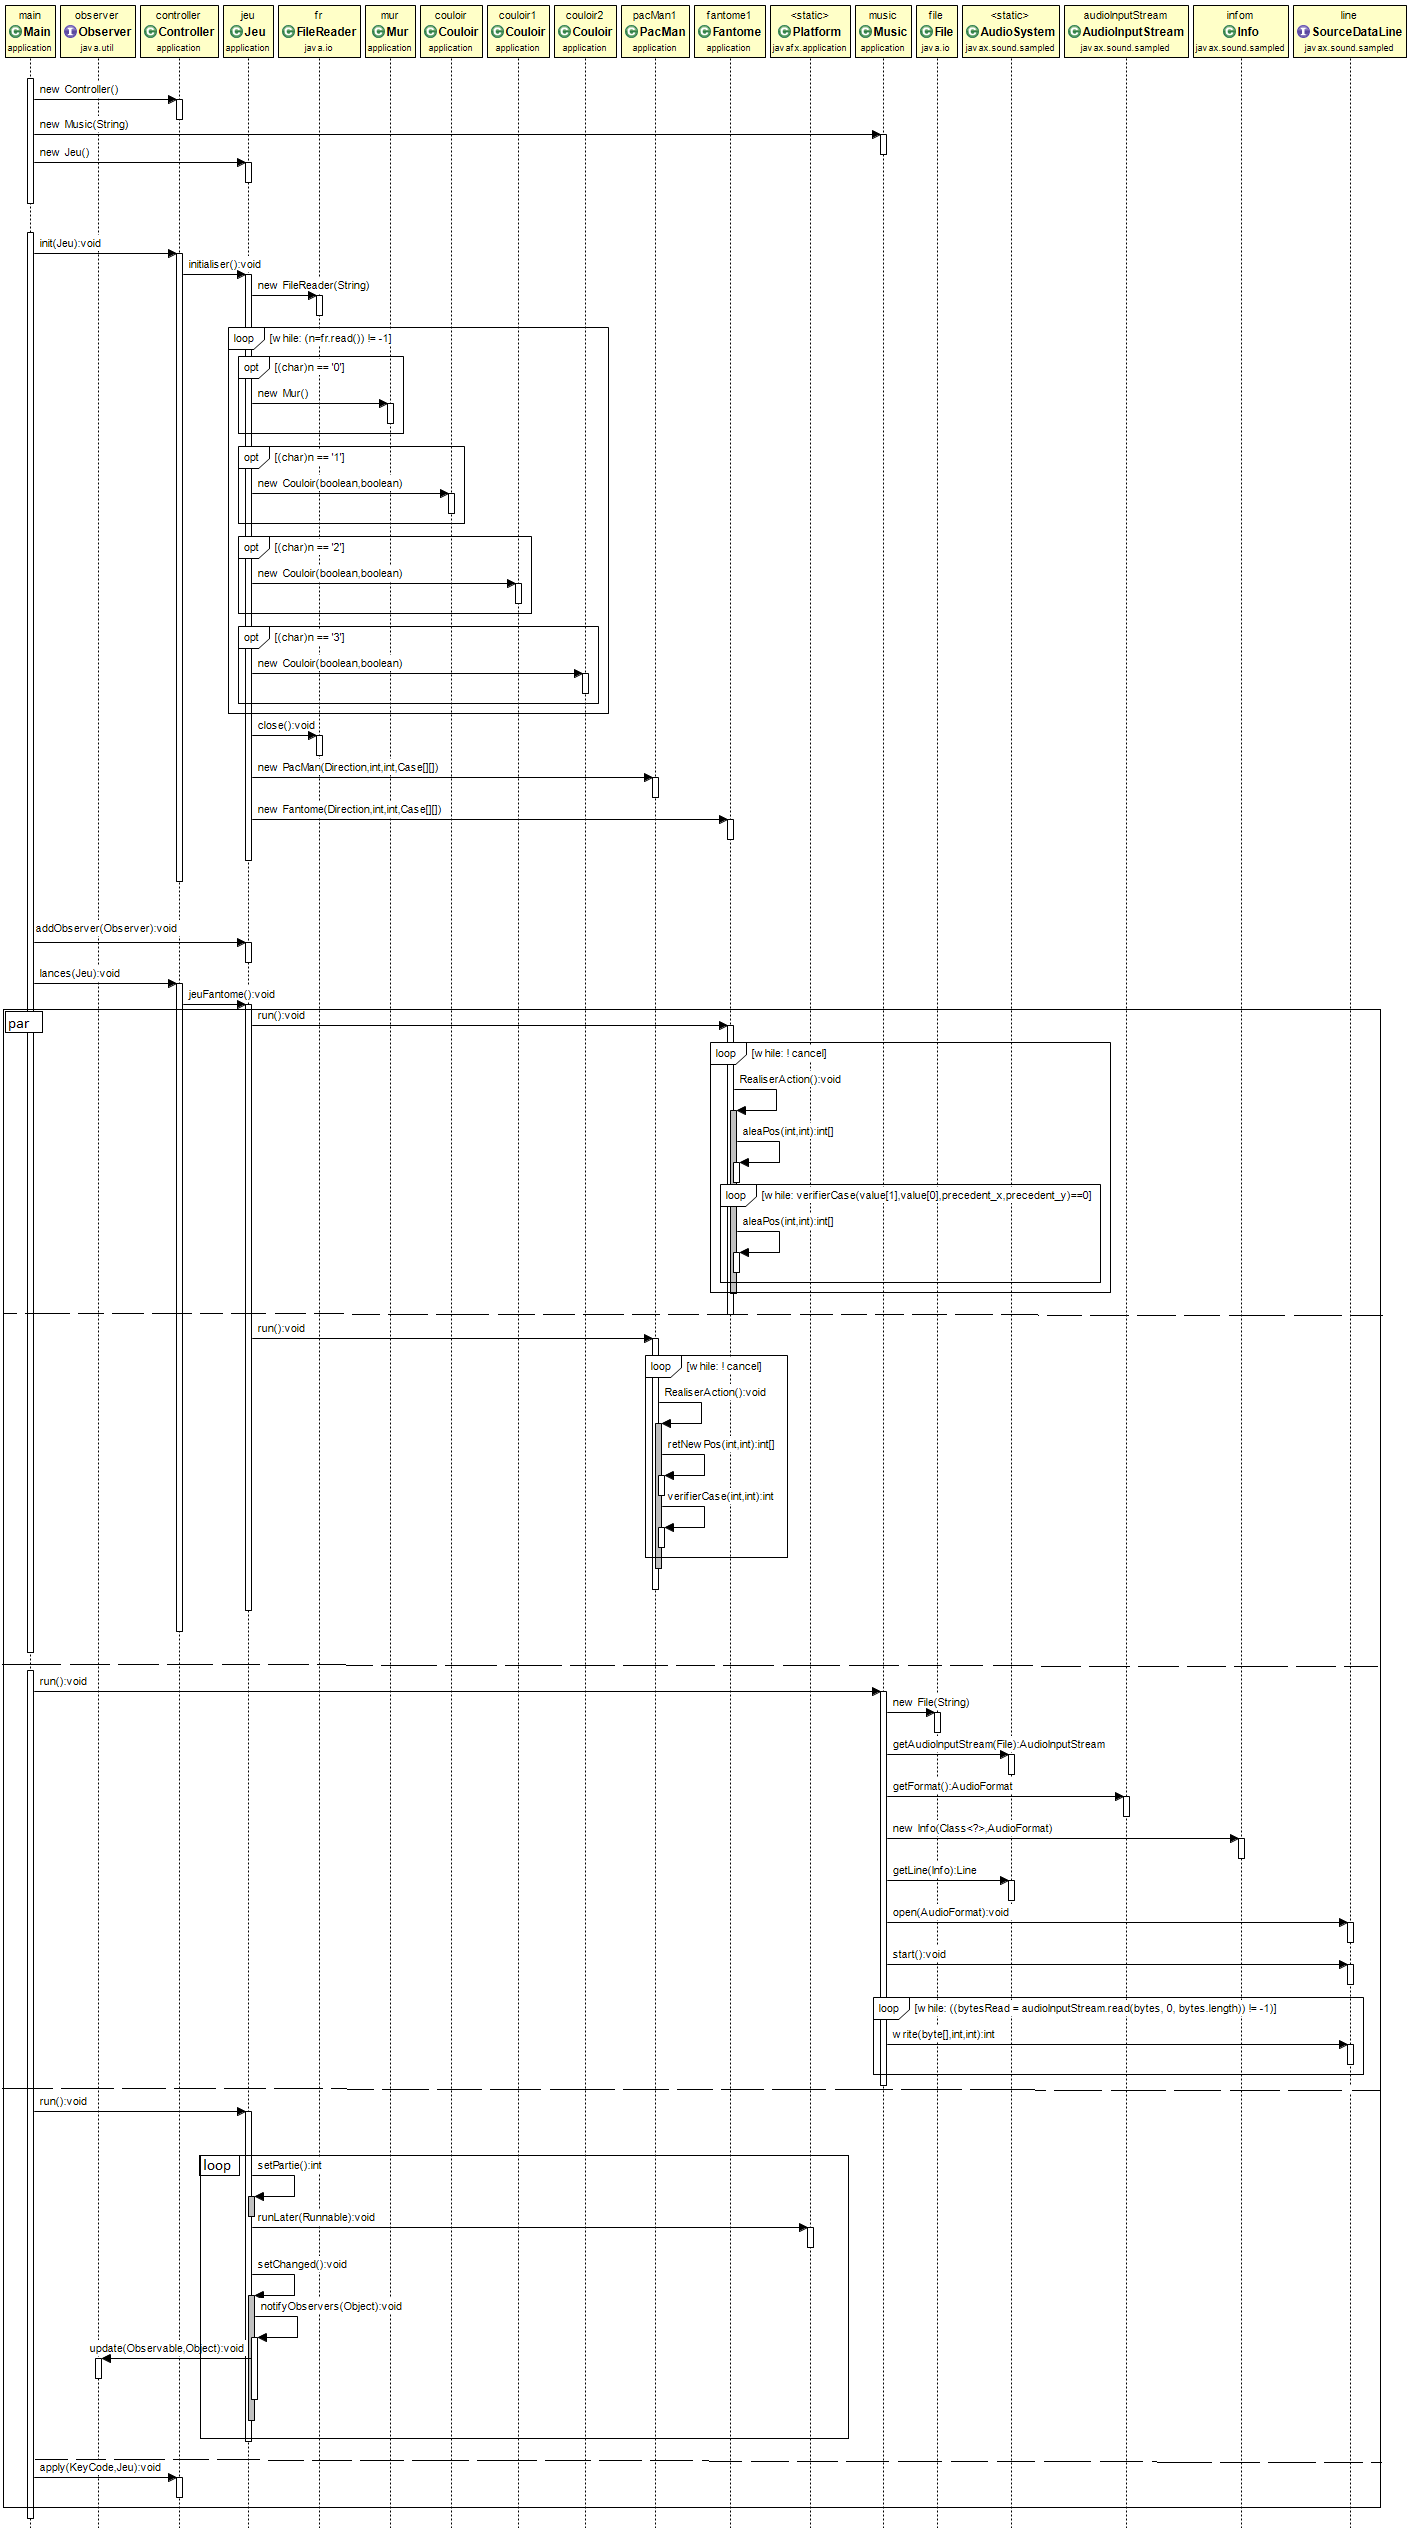 main observer controller jeu fr mur couloir couloir1 couloir2 pacMan1 fantome1 <static> music file <static> audioInputStream infom line
C Main I Observer C Controller C Jeu C FileReader C Mur C Couloir C Couloir C Couloir C PacMan C Fantome C Platform C Music C File C AudioSystem C AudioInputStream C Info I SourceDataLine
application java.util application application java.io application application application application application application javafx.application application java.io javax.sound.sampled javax.sound.sampled javax.sound.sampled javax.sound.sampled
new Controller()
new Music(String)
new Jeu()
init(Jeu):void
initialiser():void
new FileReader(String)
loop [while: (n=fr.read()) != -1]
opt [(char)n == '0']
new Mur()
opt [(char)n == '1']
new Couloir(boolean,boolean)
opt [(char)n == '2']
new Couloir(boolean,boolean)
opt [(char)n == '3']
new Couloir(boolean,boolean)
close():void
new PacMan(Direction,int,int,Case[][])
new Fantome(Direction,int,int,Case[][])
addObserver(Observer):void
lances(Jeu):void
jeuFantome():void
par
run():void
loop [while: ! cancel]
RealiserAction():void
aleaPos(int,int):int[]
loop [while: verifierCase(value[1],value[0],precedent_x,precedent_y)==0]
aleaPos(int,int):int[]
run():void
loop [while: ! cancel]
RealiserAction():void
retNewPos(int,int):int[]
verifierCase(int,int):int
run():void
new File(String)
getAudioInputStream(File):AudioInputStream
getFormat():AudioFormat
new Info(Class<?>,AudioFormat)
getLine(Info):Line
open(AudioFormat):void
start():void
loop [while: ((bytesRead = audioInputStream.read(bytes, 0, bytes.length)) != -1)]
write(byte[],int,int):int
run():void
loop
setPartie():int
runLater(Runnable):void
setChanged():void
notifyObservers(Object):void
update(Observable,Object):void
apply(KeyCode,Jeu):void